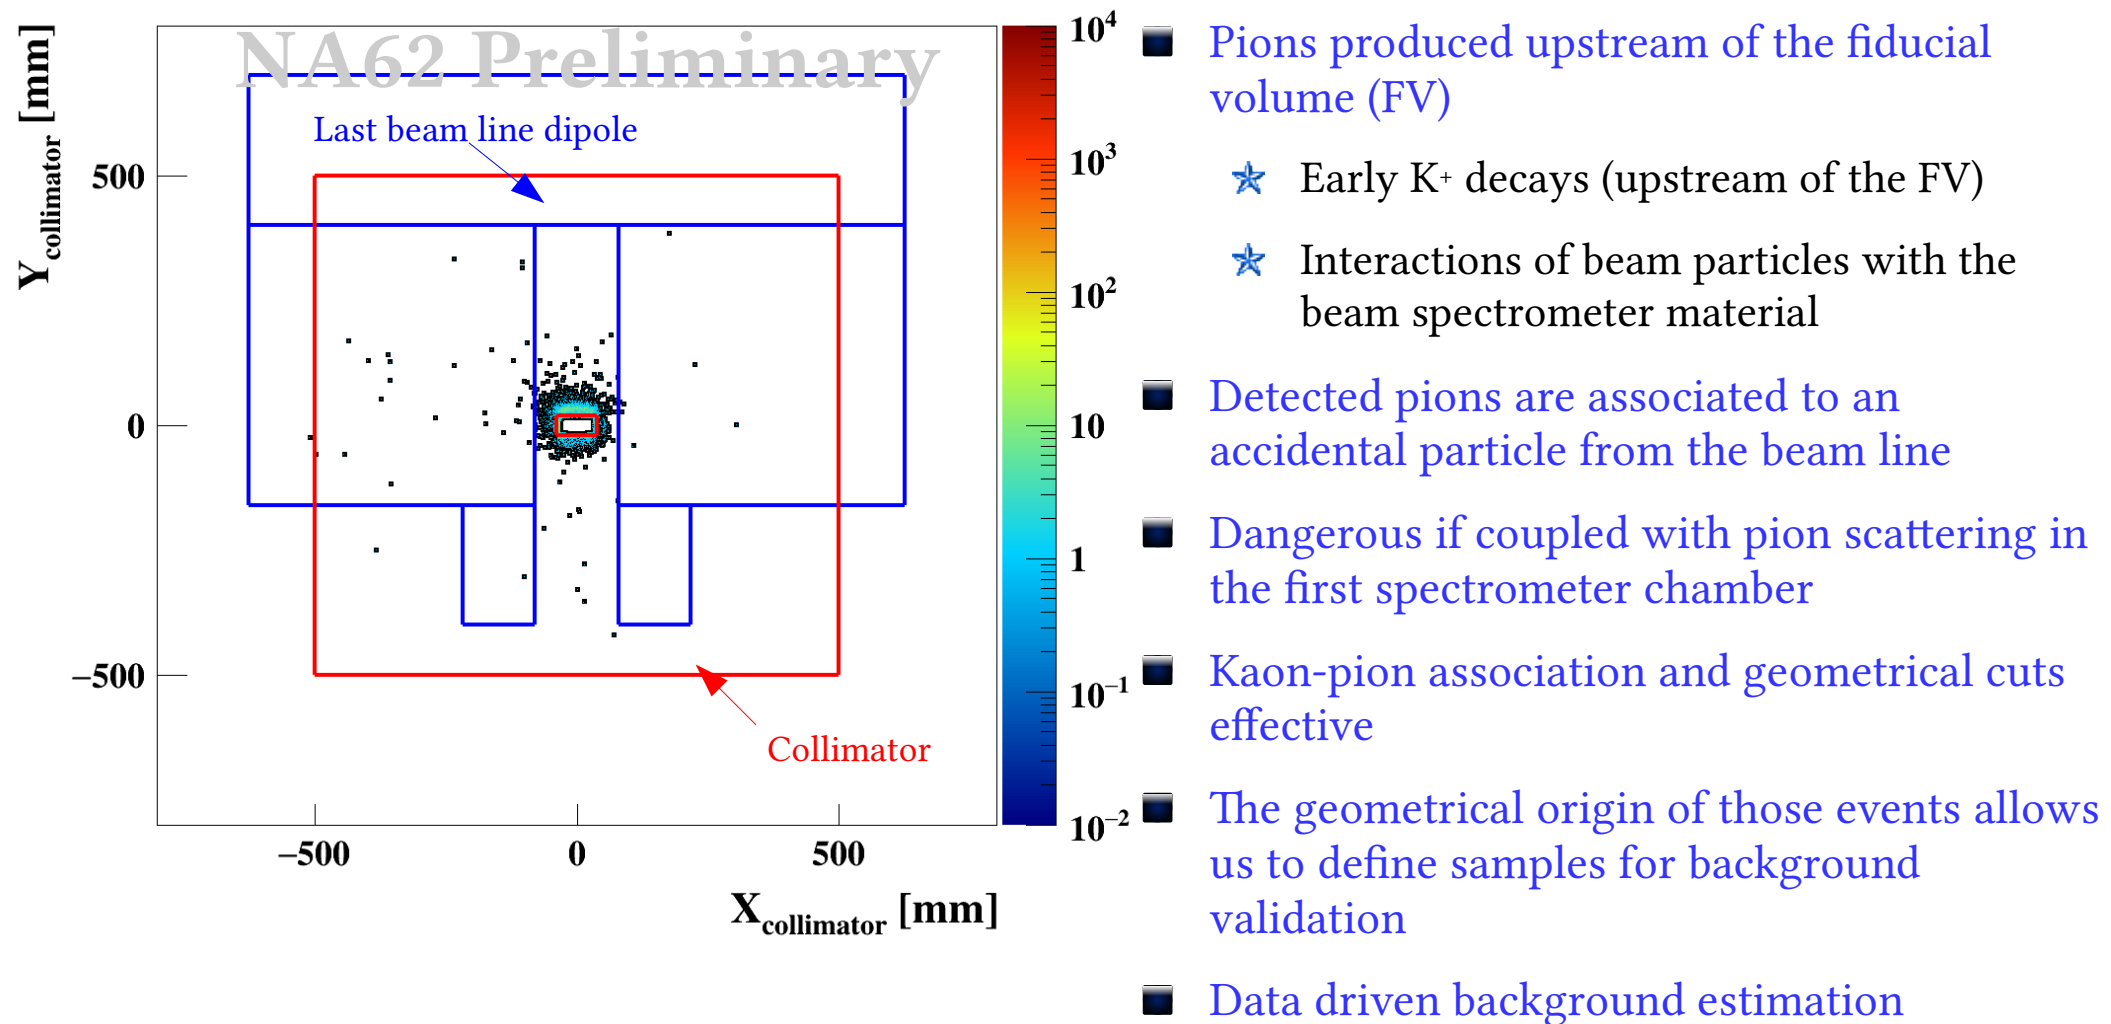 NA62 Preliminary
Y_collimator [mm]
Last beam line dipole
500
0
−500
Collimator
−500 0 500
X_collimator [mm]
10^4
10^3
10^2
10
1
10^−1
10^−2
Pions produced upstream of the fiducial
volume (FV)
Early K+ decays (upstream of the FV)
Interactions of beam particles with the
beam spectrometer material
Detected pions are associated to an
accidental particle from the beam line
Dangerous if coupled with pion scattering in
the first spectrometer chamber
Kaon-pion association and geometrical cuts
effective
The geometrical origin of those events allows
us to define samples for background
validation
Data driven background estimation